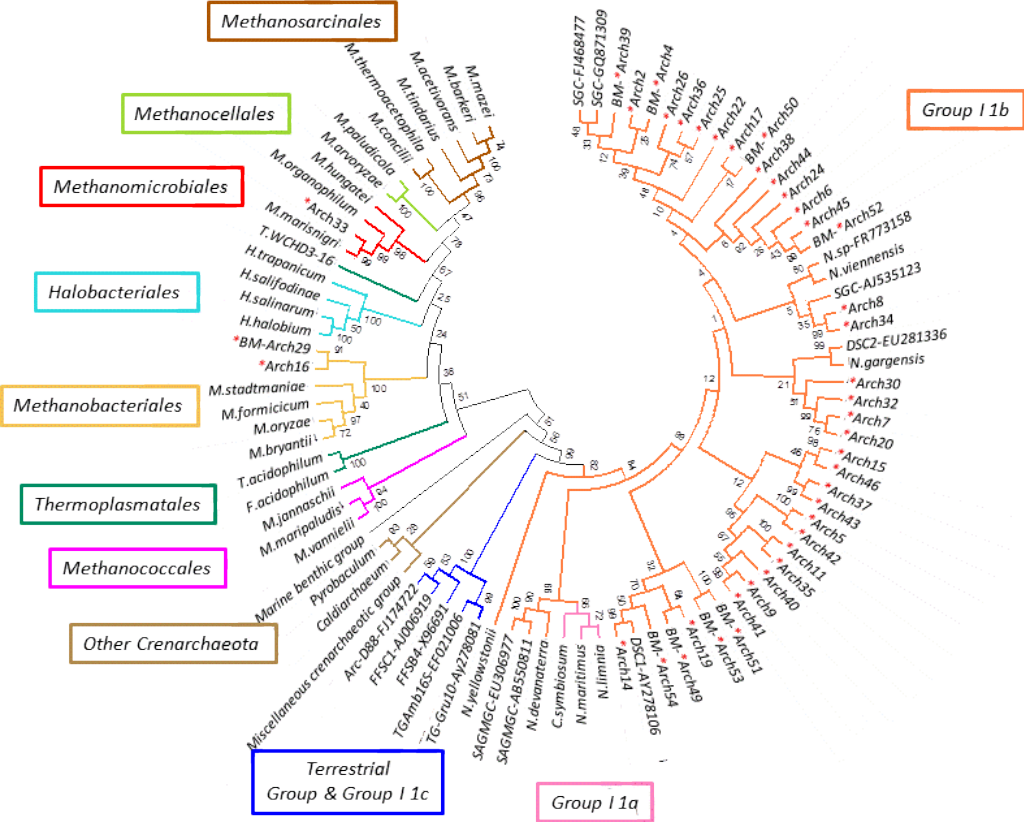 Methanosarcinales
Methanocellales
Methanomicrobiales
Halobacteriales
Methanobacteriales
Thermoplasmatales
Methanococcales
Other Crenarchaeota
Terrestrial
Group & Group I 1c
Group I 1a
Group I 1b
M.mazei
M.barkeri
M.acetivorans
M.tindarius
M.thermoacetophila
M.concilii
M.paludicola
M.arvoryzae
M.hungatei
M.organophilum
*Arch33
M.marisnigri
T.WCHD3-16
H.trapanicum
H.salifodinae
H.salinarum
H.halobium
*BM-Arch29
*Arch16
M.stadtmaniae
M.formicicum
M.oryzae
M.bryantii
T.acidophilum
F.acidophilum
M.jannaschii
M.maripaludis
M.vannielii
Marine benthic group
Pyrobaculum
Caldiarchaeum
Miscellaneous crenarchaeotic group
Arc-D88-FJ174722
FFSC1-AJ006919
FFSB4-X96691
TGAmb16S-EF021006
TG-Gru10-Ay278081
N.yellowstonii
SAGMGC-EU306977
SAGMGC-AB550811
N.devanaterra
C.symbiosum
N.maritimus
N.limnia
*Arch14
DSC1-AY278106
BM-*Arch54
BM-*Arch49
*Arch19
BM-*Arch53
BM-*Arch51
*Arch41
*Arch9
*Arch40
*Arch35
*Arch11
*Arch42
*Arch5
*Arch43
*Arch37
*Arch46
*Arch15
*Arch20
*Arch7
*Arch32
*Arch30
N.gargensis
DSC2-EU281336
*Arch34
*Arch8
SGC-AJ535123
N.viennensis
N.sp-FR773158
BM-*Arch52
*Arch45
*Arch6
*Arch24
*Arch44
*Arch38
BM-*Arch50
*Arch17
*Arch22
*Arch25
*Arch36
*Arch26
BM-*Arch4
*Arch2
BM-*Arch39
SGC-GQ871309
SGC-FJ468477